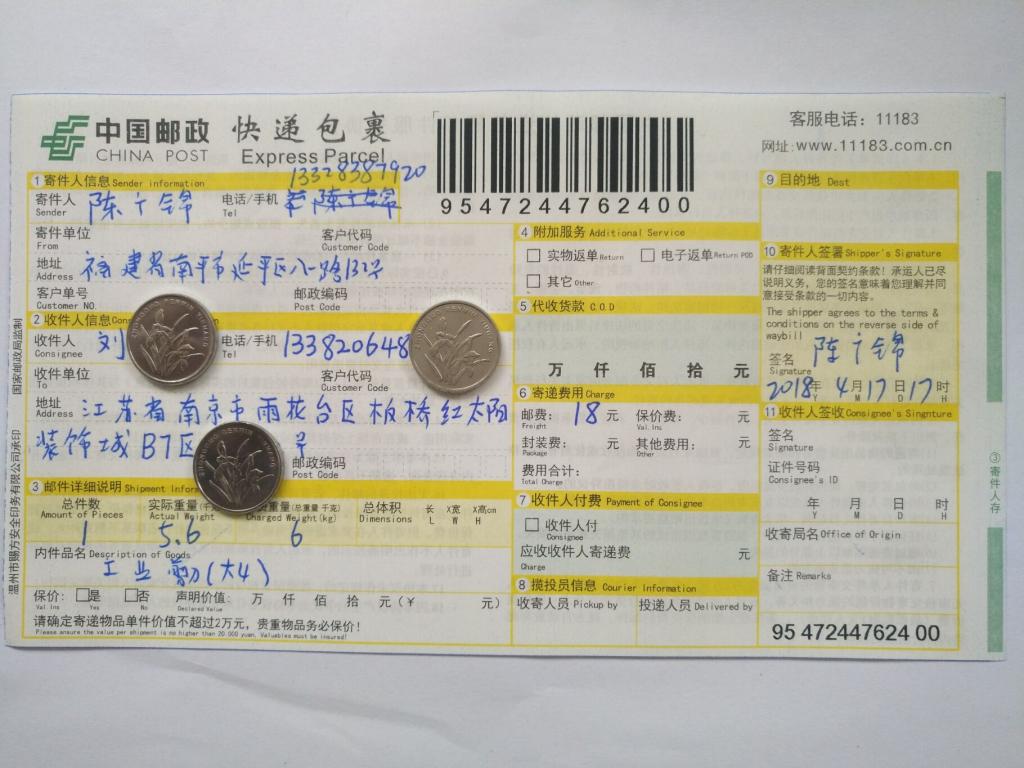 中国邮政 快递包裹
CHINA POST Express Parcel
9547244762400
客服电话：11183
网址:www.11183.com.cn
1 寄件人信息 Sender information
13328387920
寄件人 Sender 陈广锦 电话/手机 Tel
寄件单位 From 客户代码 Customer Code
地址 Address 福建省南平市延平区八一路132号
客户单号 Customer NO. 邮政编码 Post Code
2 收件人信息
收件人 Consignee 刘 电话/手机 Tel 133820648
收件单位 To 客户代码 Customer Code
地址 Address 江苏省南京市雨花台区板桥红太阳
装饰城B7区 号
邮政编码 Post Code
3 邮件详细说明 Shipment
总件数 实际重量 重量(总重量 千克) 总体积 长 X宽 X高cm
Amount of Pieces Actual Weight Charged Weight(kg) Dimensions L W H
1 5.6 6
内件品名 Description of Goods
工业 (大4)
保价: Val Ins 是 Yes 否 No 声明价值: Declared Value 万 仟 佰 拾 元(￥ 元)
请确定寄递物品单件价值不超过2万元，贵重物品务必保价!
Please ensure the value per shipment is no higher than 20,000 yuan. Valuables must be insured!
4 附加服务 Additional Service
实物返单 Return 电子返单 Return POD
其它 Other
5 代收货款 C.O.D
万 仟 佰 拾 元
6 寄递费用 Charge
邮费: Freight 18 元 保价费: Val.Ins 元
封装费: Package 元 其他费用: Other 元
费用合计: Total Charge
7 收件人付费 Payment of Consignee
收件人付 Consignee
应收收件人寄递费 Charge 元
8 揽投员信息 Courier Information
收寄人员 Pickup by 投递人员 Delivered by
9 目的地 Dest
10 寄件人签署 Shipper's Signature
请仔细阅读背面契约条款！承运人已尽
说明义务，您的签名意味着您理解并同
意接受条款的一切内容。
The shipper agrees to the terms &
conditions on the reverse side of
waybill
签名 Signature 陈广锦
2018年 4月17日17时
Y M D H
11 收件人签收 Consignee's Singnture
签名 Signature
证件号码 Consignee's ID
年 月 日 时
Y M D H
收寄局名 Office of Origin
备注 Remarks
95 472447624 00
国家邮政局监制
温州市赐方安全印务有限公司承印
③寄件人存